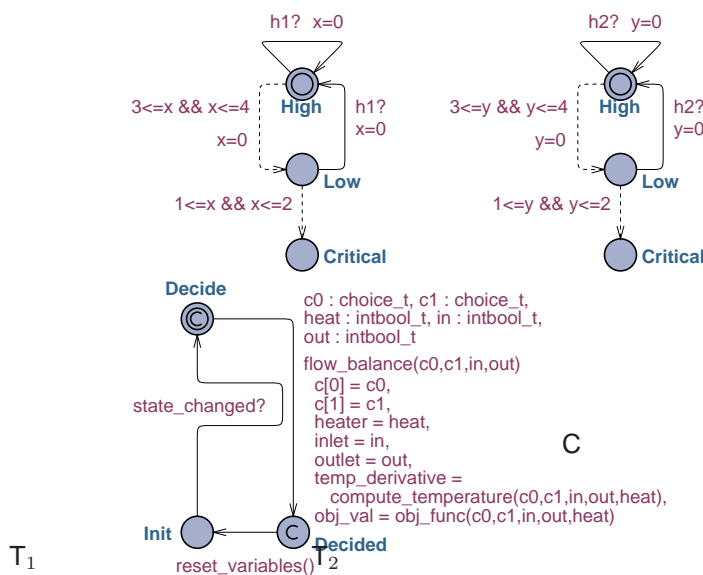 h1? x=0
High
3<=x && x<=4
x=0
h1?
x=0
Low
1<=x && x<=2
Critical
h2? y=0
High
3<=y && y<=4
y=0
h2?
y=0
Low
1<=y && y<=2
Critical
Decide
C
state_changed?
c0 : choice_t, c1 : choice_t,
heat : intbool_t, in : intbool_t,
out : intbool_t
flow_balance(c0,c1,in,out)
c[0] = c0,
c[1] = c1,
heater = heat,
inlet = in,
outlet = out,
temp_derivative =
compute_temperature(c0,c1,in,out,heat),
obj_val = obj_func(c0,c1,in,out,heat)
C
Init
C
Decided
reset_variables()
T1
T2